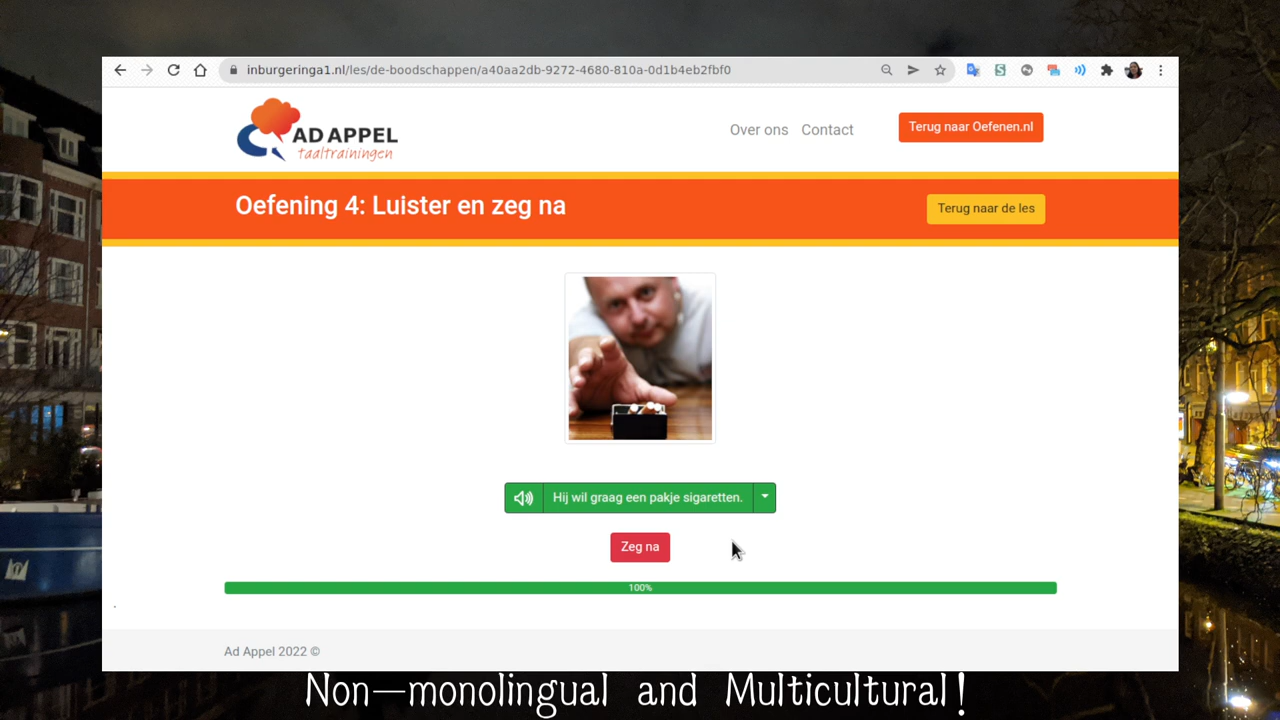 inburgeringa1.nl/les/de-boodschappen/a40aa2db-9272-4680-810a-0d1b4eb2fbf0
AD APPEL
taaltrainingen
Over ons
Contact
Terug naar Oefenen.nl
Oefening 4: Luister en zeg na
Terug naar de les
Hij wil graag een pakje sigaretten.
Zeg na
100%
Ad Appel 2022 ©
Non-monolingual and Multicultural!